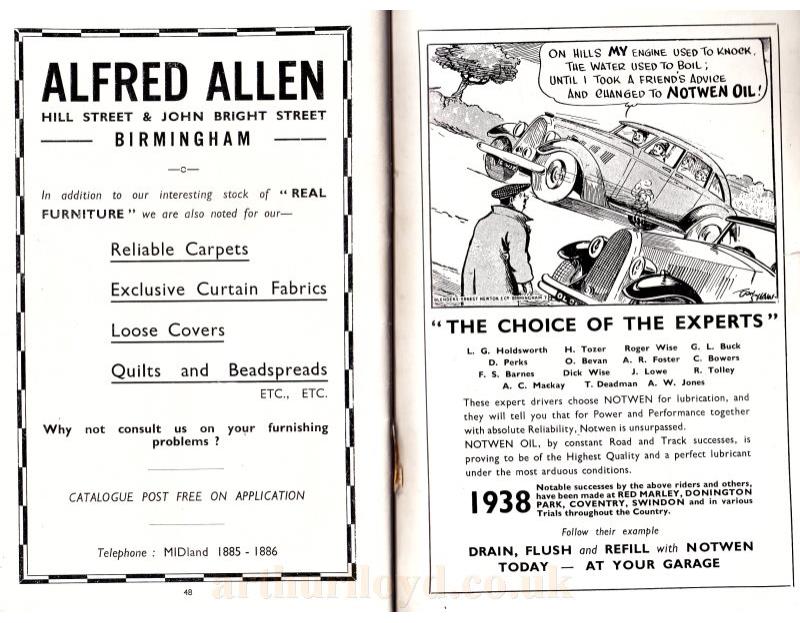 ALFRED ALLEN
HILL STREET & JOHN BRIGHT STREET
BIRMINGHAM
In addition to our interesting stock of "REAL
FURNITURE" we are also noted for our—
Reliable Carpets
Exclusive Curtain Fabrics
Loose Covers
Quilts and Beadspreads
ETC., ETC.
Why not consult us on your furnishing
problems ?
CATALOGUE POST FREE ON APPLICATION
Telephone : MIDland 1885 - 1886
48
ON HILLS MY ENGINE USED TO KNOCK.
THE WATER USED TO BOIL;
UNTIL I TOOK A FRIEND'S ADVICE
AND CHANGED TO NOTWEN OIL!
BLENDERS-ERNEST NEWTON & CO. BIRMINGHAM 7
"THE CHOICE OF THE EXPERTS"
L. G. Holdsworth H. Tozer Roger Wise G. L. Buck
D. Perks O. Bevan A. R. Foster C. Bowers
F. S. Barnes Dick Wise J. Lowe R. Tolley
A. C. Mackay T. Deadman A. W. Jones
These expert drivers choose NOTWEN for lubrication, and
they will tell you that for Power and Performance together
with absolute Reliability, Notwen is unsurpassed.
NOTWEN OIL, by constant Road and Track successes, is
proving to be of the Highest Quality and a perfect lubricant
under the most arduous conditions.
1938
Notable successes by the above riders and others,
have been made at RED MARLEY, DONINGTON
PARK, COVENTRY, SWINDON and in various
Trials throughout the Country.
Follow their example
DRAIN, FLUSH and REFILL with NOTWEN
TODAY — AT YOUR GARAGE
arthurlloyd.co.uk